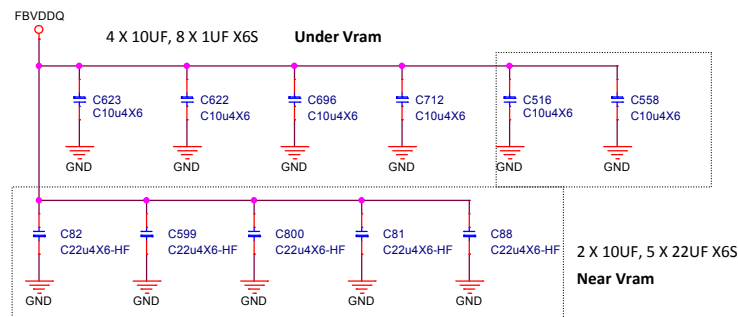 FBVDDQ
4 X 10UF, 8 X 1UF X6S Under Vram
C623
C10u4X6
GND
C622
C10u4X6
GND
C696
C10u4X6
GND
C712
C10u4X6
GND
C516
C10u4X6
GND
C558
C10u4X6
GND
C82
C22u4X6-HF
GND
C599
C22u4X6-HF
GND
C800
C22u4X6-HF
GND
C81
C22u4X6-HF
GND
C88
C22u4X6-HF
GND
2 X 10UF, 5 X 22UF X6S
Near Vram